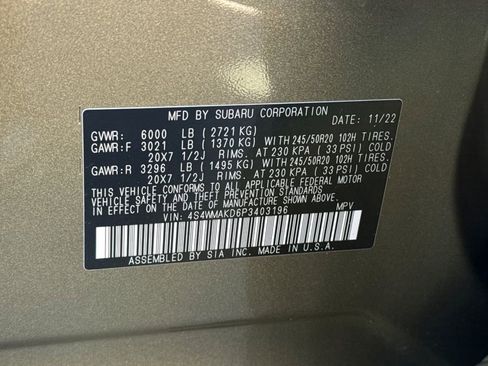 MFD BY SUBARU CORPORATION DATE: 11/22
GVWR: 6000 LB ( 2721 KG)
GAWR:F 3021 LB ( 1370 KG) WITH 245/50R20 102H TIRES.
20X7 1/2J RIMS. AT 230 KPA ( 33 PSI) COLD
GAWR:R 3296 LB ( 1495 KG) WITH 245/50R20 102H TIRES.
20X7 1/2J RIMS. AT 230 KPA ( 33 PSI) COLD
THIS VEHICLE CONFORMS TO ALL APPLICABLE FEDERAL MOTOR
VEHICLE SAFETY STANDARDS IN EFFECT ON THE DATE OF
MANUFACTURE SHOWN ABOVE.
VIN: 4S4WMAKD6P3403196 MPV
ASSEMBLED BY SIA INC. MADE IN U.S.A.